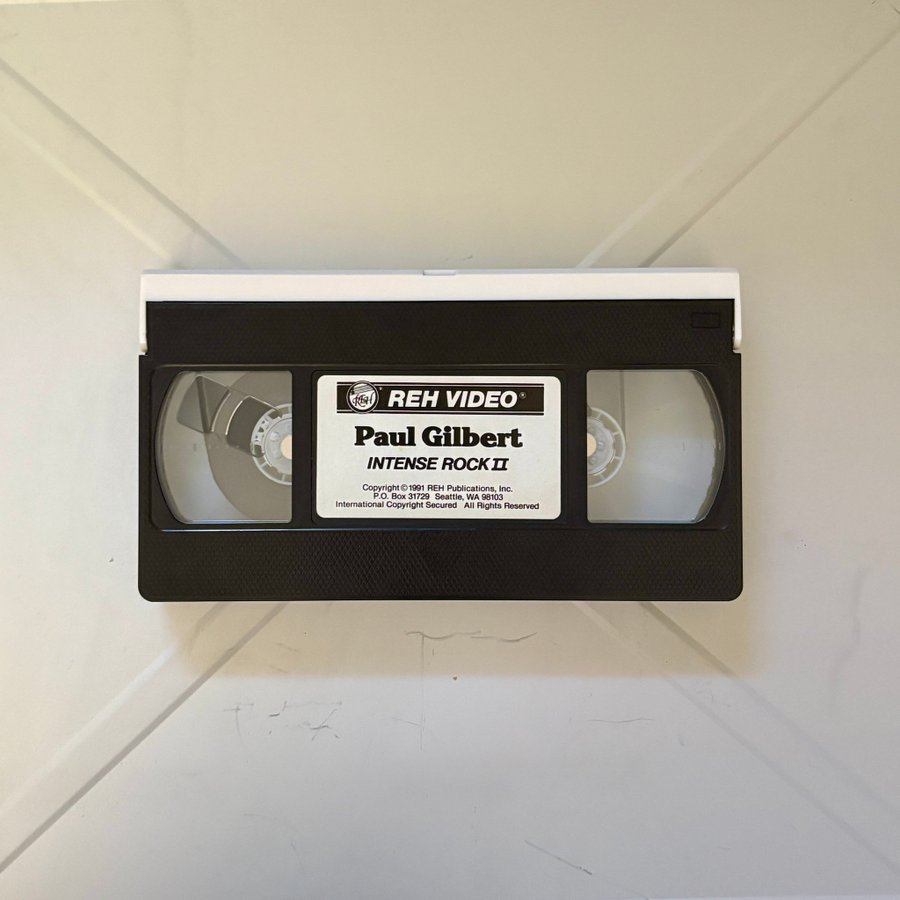 REH
REH VIDEO®
Paul Gilbert
INTENSE ROCK II
Copyright © 1991 REH Publications, Inc.
P.O. Box 31729 Seattle, WA 98103
International Copyright Secured All Rights Reserved